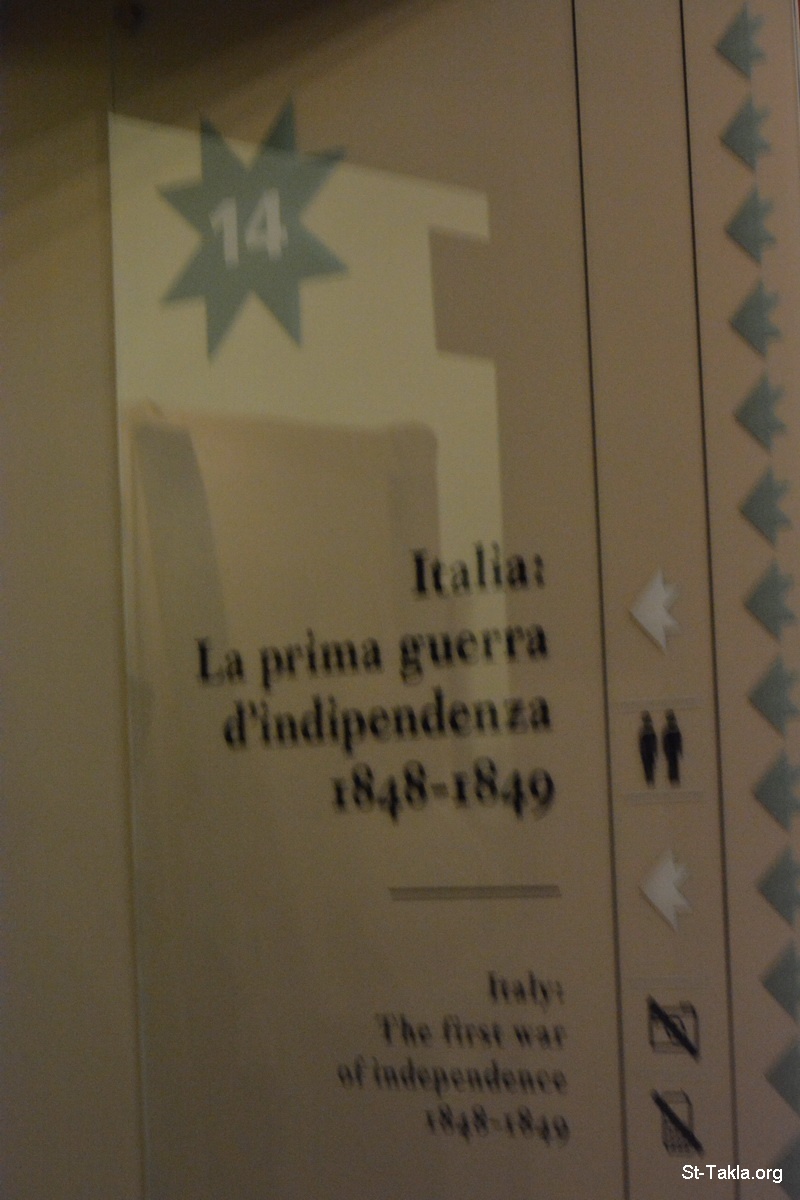 14
Italia:
La prima guerra
d'indipendenza
1848-1849
Italy:
The first war
of independence
1848-1849
St-Takla.org